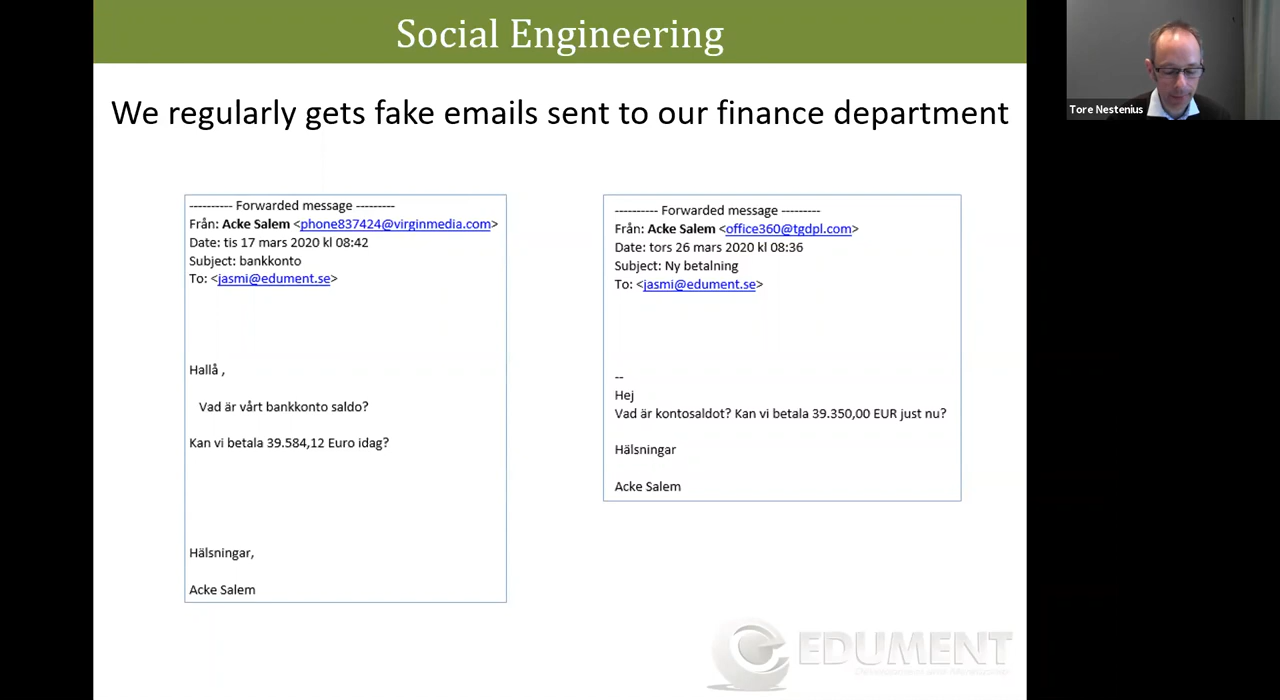 Social Engineering
We regularly gets fake emails sent to our finance department
Tore Nestenius
---------- Forwarded message ---------
Från: Acke Salem <phone837424@virginmedia.com>
Date: tis 17 mars 2020 kl 08:42
Subject: bankkonto
To: <jasmi@edument.se>
Hallå ,
Vad är vårt bankkonto saldo?
Kan vi betala 39.584,12 Euro idag?
Hälsningar,
Acke Salem
---------- Forwarded message ---------
Från: Acke Salem <office360@tgdpl.com>
Date: tors 26 mars 2020 kl 08:36
Subject: Ny betalning
To: <jasmi@edument.se>
--
Hej
Vad är kontosaldot? Kan vi betala 39.350,00 EUR just nu?
Hälsningar
Acke Salem
EDUMENT